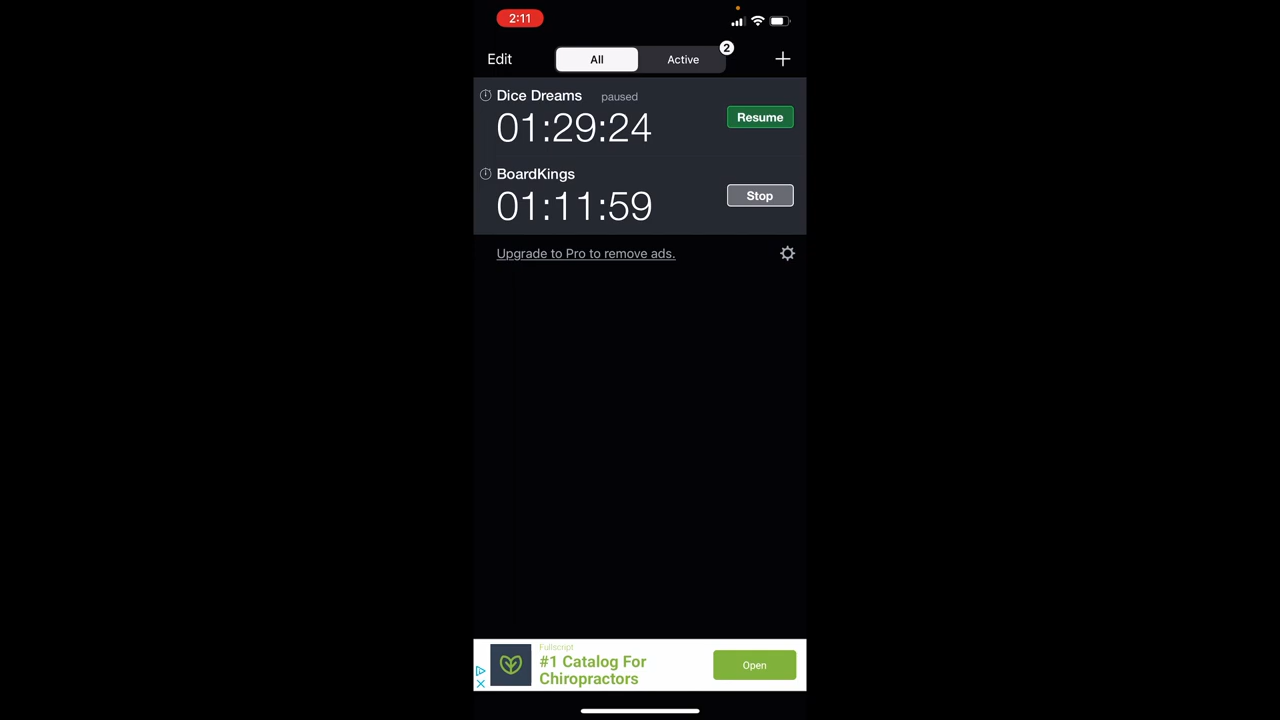 2:11
Edit All Active 2
Dice Dreams paused
01:29:24
Resume
BoardKings
01:11:59
Stop
Upgrade to Pro to remove ads.
Fullscript
#1 Catalog For
Chiropractors
Open